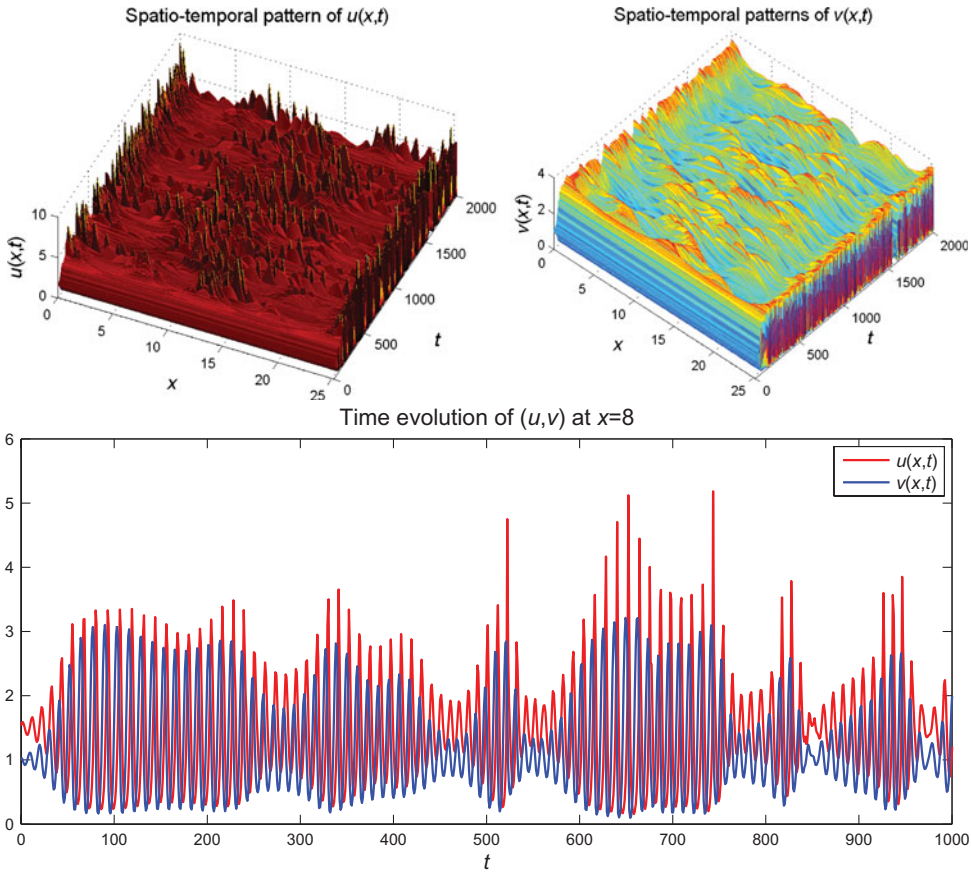 Spatio-temporal pattern of u(x,t)
10
5
0
u(x,t)
0
5
10
15
20
25
x
0
500
1000
1500
2000
t
Spatio-temporal patterns of v(x,t)
4
2
0
v(x,t)
0
5
10
15
20
25
x
0
500
1000
1500
2000
t
Time evolution of (u,v) at x=8
6
5
4
3
2
1
0
u(x,t)
v(x,t)
0 100 200 300 400 500 600 700 800 900 1000
t